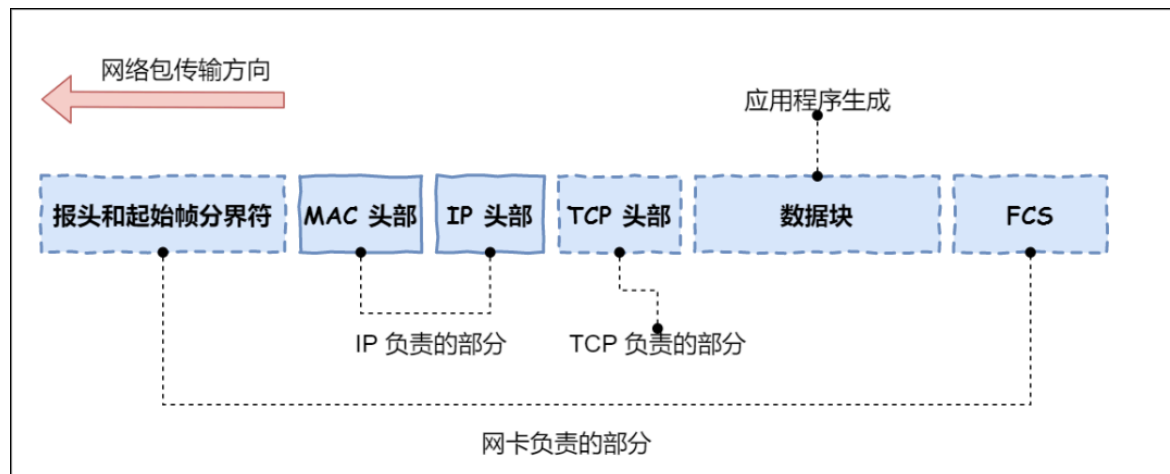 网络包传输方向
应用程序生成
报头和起始帧分界符
MAC 头部
IP 头部
TCP 头部
数据块
FCS
IP 负责的部分
TCP 负责的部分
网卡负责的部分